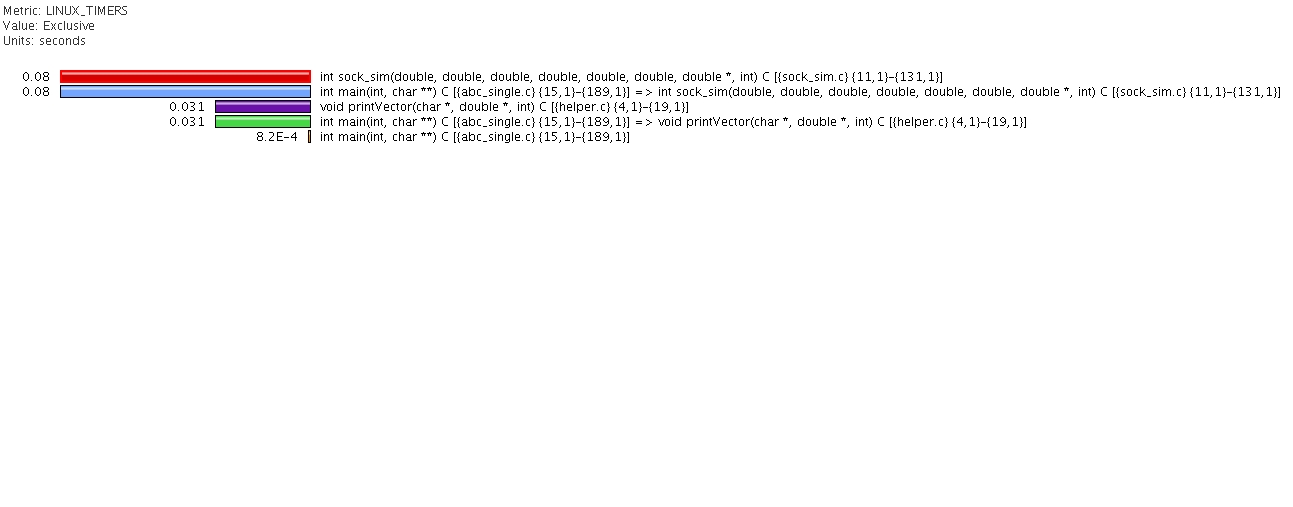 Metric: LINUX_TIMERS
Value: Exclusive
Units: seconds
0.08 int sock_sim(double, double, double, double, double, double, double *, int) C [{sock_sim.c} {11,1}-{131,1}]
0.08 int main(int, char **) C [{abc_single.c} {15,1}-{189,1}] => int sock_sim(double, double, double, double, double, double, double *, int) C [{sock_sim.c} {11,1}-{131,1}]
0.031 void printVector(char *, double *, int) C [{helper.c} {4,1}-{19,1}]
0.031 int main(int, char **) C [{abc_single.c} {15,1}-{189,1}] => void printVector(char *, double *, int) C [{helper.c} {4,1}-{19,1}]
8.2E-4 int main(int, char **) C [{abc_single.c} {15,1}-{189,1}]